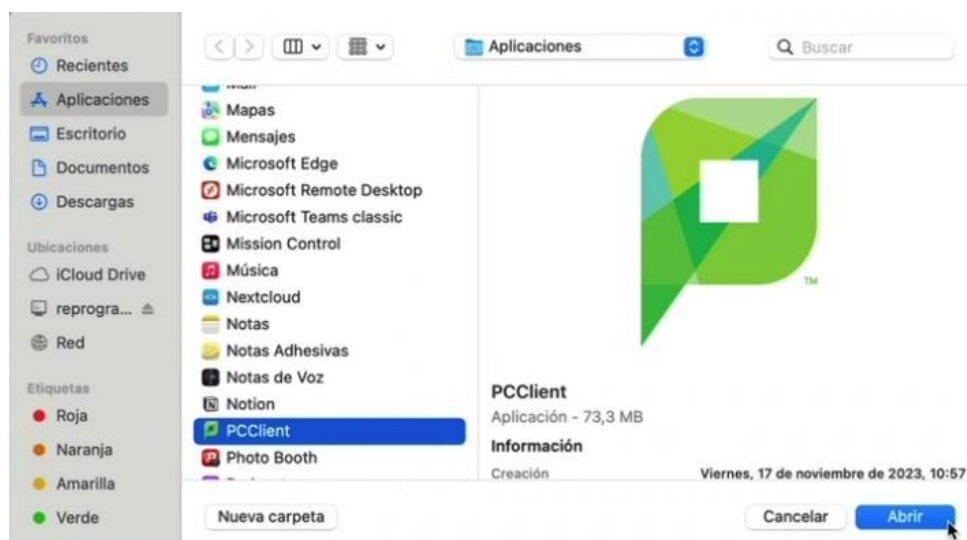 Favoritos
Recientes
Aplicaciones
Escritorio
Documentos
Descargas
Ubicaciones
iCloud Drive
reprogra...
Red
Etiquetas
Roja
Naranja
Amarilla
Verde
Aplicaciones
Buscar
Mapas
Mensajes
Microsoft Edge
Microsoft Remote Desktop
Microsoft Teams classic
Mission Control
Música
Nextcloud
Notas
Notas Adhesivas
Notas de Voz
Notion
PCClient
Photo Booth
TM
PCClient
Aplicación - 73,3 MB
Información
Creación Viernes, 17 de noviembre de 2023, 10:57
Nueva carpeta
Cancelar
Abrir